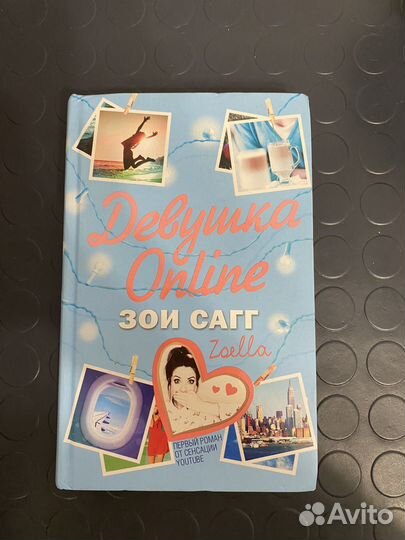 Девушка
Online
ЗОИ САГГ
Zoella
ПЕРВЫЙ РОМАН
ОТ СЕНСАЦИИ
YOUTUBE
Avito